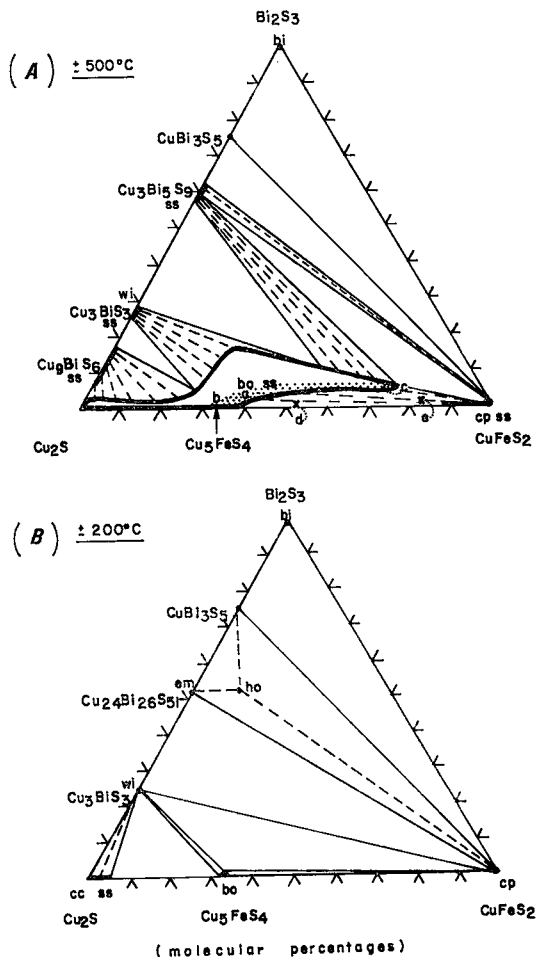 Bi2S3
bi
(A) ±500°C
CuBi3S5
Cu3Bi5S9
ss
wi
Cu3BiS3
ss
Cu9BiS6
ss
bo ss
b
a
c
d
e
cp ss
Cu2S
Cu5FeS4
CuFeS2
Bi2S3
bi
(B) ±200°C
CuBi3S5
em
ho
Cu24Bi26S51
wi
Cu3BiS3
cc ss
bo
cp
Cu2S
Cu5FeS4
CuFeS2
(molecular percentages)